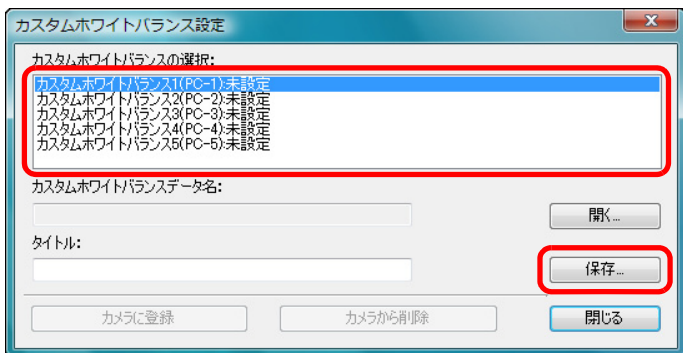 カスタムホワイトバランス設定
カスタムホワイトバランスの選択:
カスタムホワイトバランス1(PC-1):未設定
カスタムホワイトバランス2(PC-2):未設定
カスタムホワイトバランス3(PC-3):未設定
カスタムホワイトバランス4(PC-4):未設定
カスタムホワイトバランス5(PC-5):未設定
カスタムホワイトバランスデータ名:
開く...
タイトル:
保存...
カメラに登録
カメラから削除
閉じる